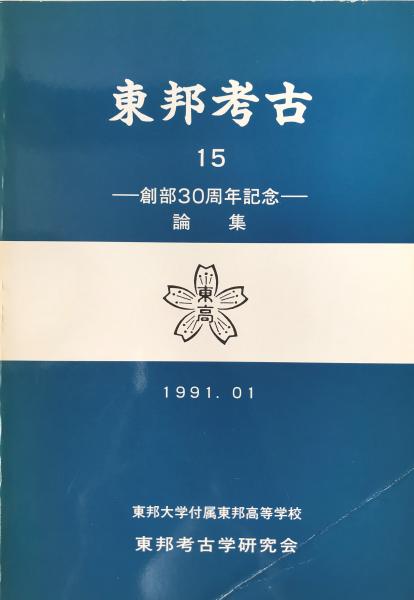 東邦考古
15
―創部30周年記念―
論集
東高
1991. 01
東邦大学付属東邦高等学校
東邦考古学研究会